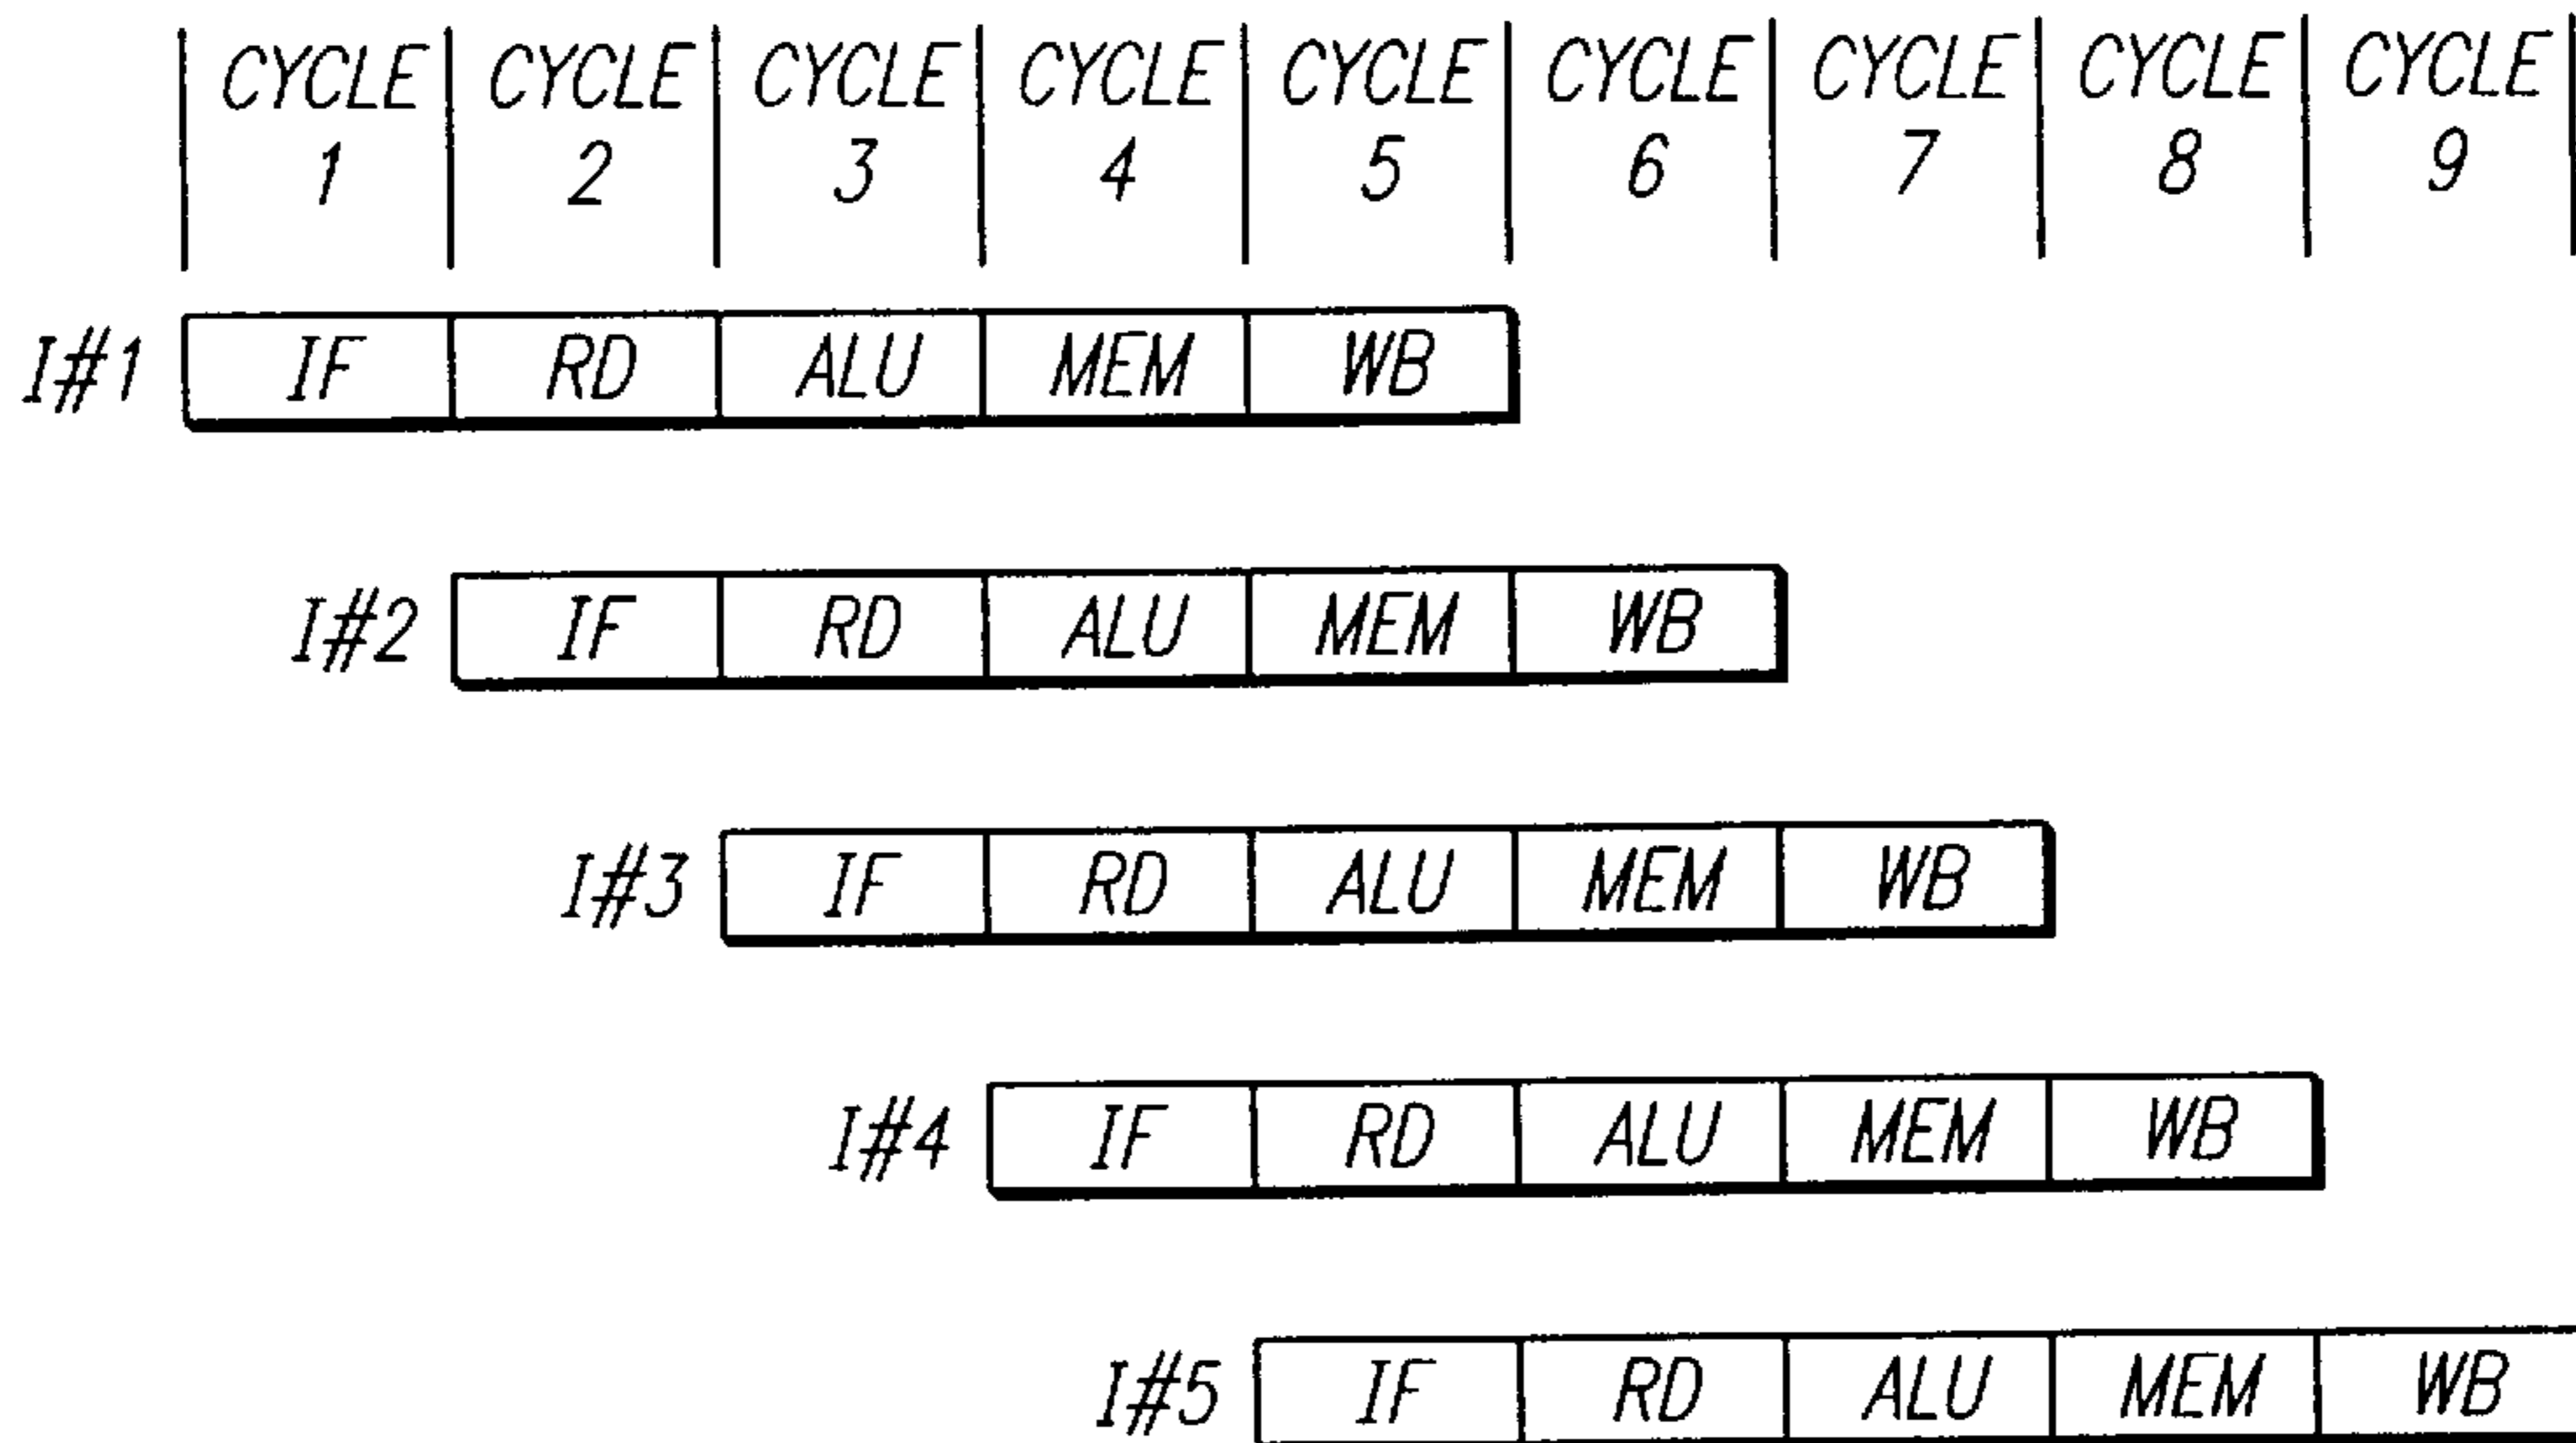 CYCLE CYCLE CYCLE CYCLE CYCLE CYCLE CYCLE CYCLE CYCLE
1 2 3 4 5 6 7 8 9
I#1 IF RD ALU MEM WB
I#2 IF RD ALU MEM WB
I#3 IF RD ALU MEM WB
I#4 IF RD ALU MEM WB
I#5 IF RD ALU MEM WB